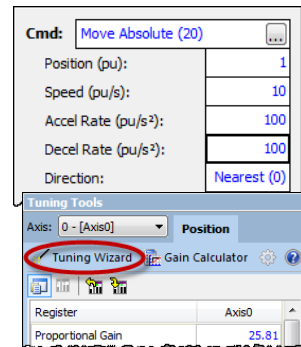 Cmd: Move Absolute (20) ...
Position (pu): 1
Speed (pu/s): 10
Accel Rate (pu/s²): 100
Decel Rate (pu/s²): 100
Direction: Nearest (0)
Tuning Tools
Axis: 0 - [Axis0] Position
Tuning Wizard Gain Calculator ?
Register Axis0
Proportional Gain 25.81